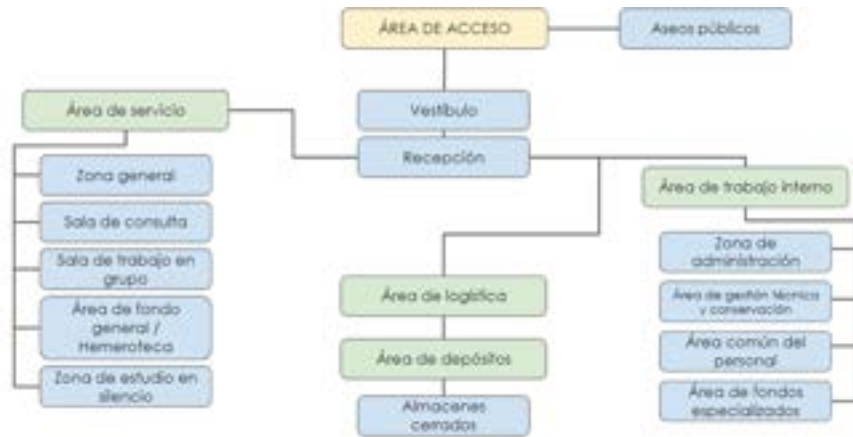 ÁREA DE ACCESO
Aseos públicos
Vestíbulo
Recepción
Área de servicio
Zona general
Sala de consulta
Sala de trabajo en
grupo
Área de fondo
general /
Hemeroteca
Zona de estudio en
silencio
Área de logística
Área de depósitos
Almacenes
cerrados
Área de trabajo interno
Zona de
administración
Área de gestión técnica
y conservación
Área común del
personal
Área de fondos
especializados